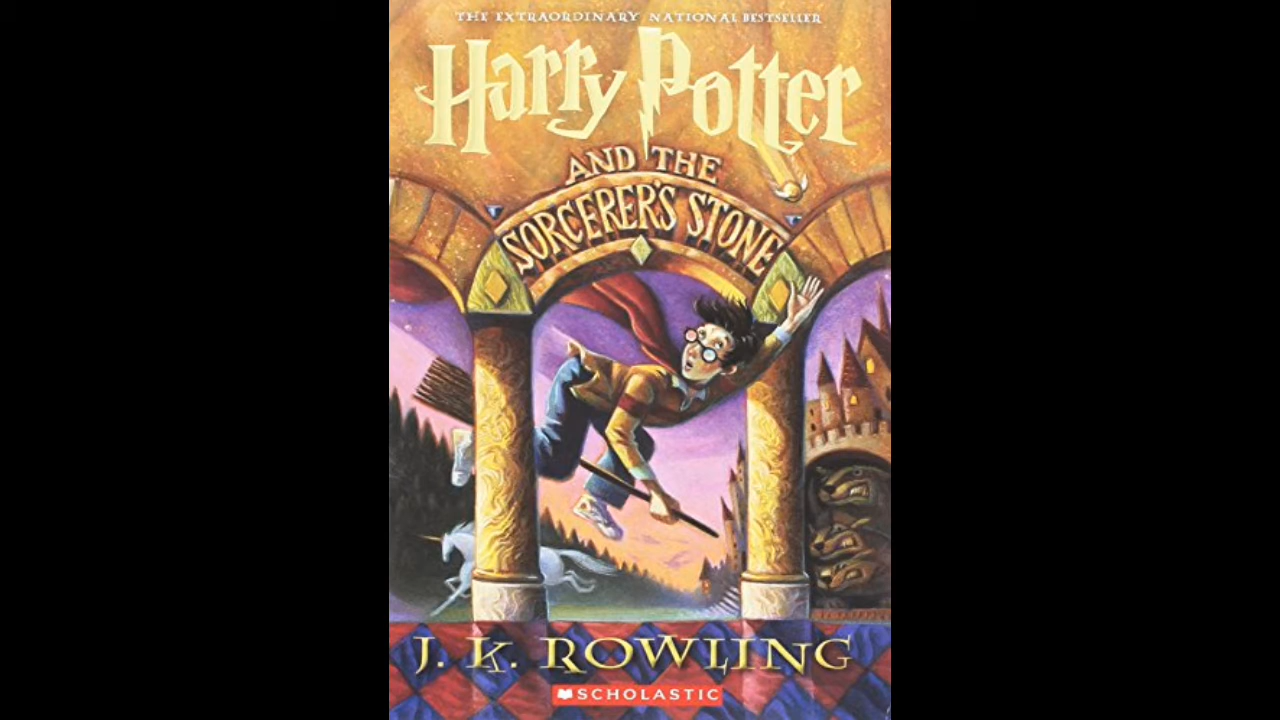 THE EXTRAORDINARY NATIONAL BESTSELLER
Harry Potter
AND THE
SORCERER'S STONE
J. K. ROWLING
SCHOLASTIC